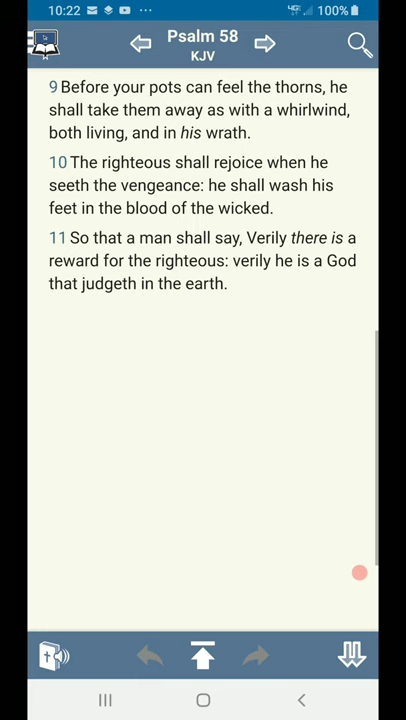 10:22 ... 4G 100%
Psalm 58
KJV
9 Before your pots can feel the thorns, he
shall take them away as with a whirlwind,
both living, and in his wrath.
10 The righteous shall rejoice when he
seeth the vengeance: he shall wash his
feet in the blood of the wicked.
11 So that a man shall say, Verily there is a
reward for the righteous: verily he is a God
that judgeth in the earth.